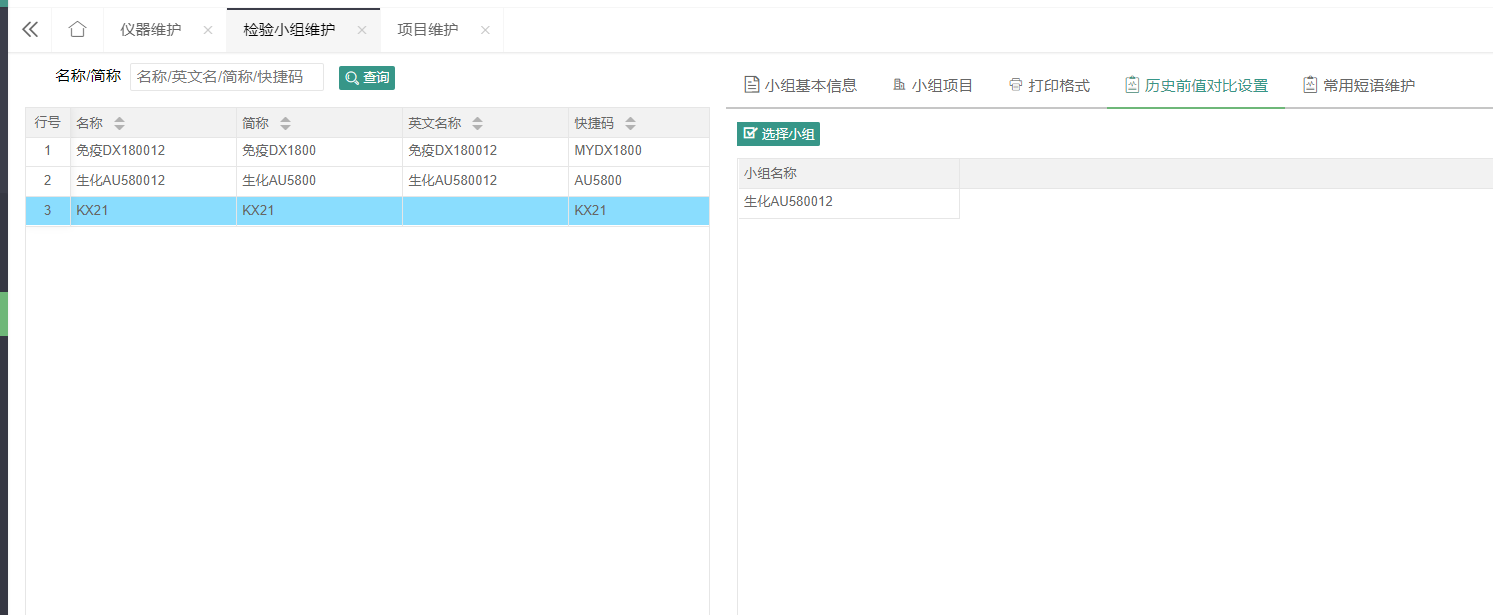 仪器维护 检验小组维护 项目维护
名称/简称 名称/英文名/简称/快捷码 查询
小组基本信息 小组项目 打印格式 历史前值对比设置 常用短语维护
选择小组
行号 名称 简称 英文名称 快捷码
1 免疫DX180012 免疫DX1800 免疫DX180012 MYDX1800
2 生化AU580012 生化AU5800 生化AU580012 AU5800
3 KX21 KX21 KX21
小组名称
生化AU580012